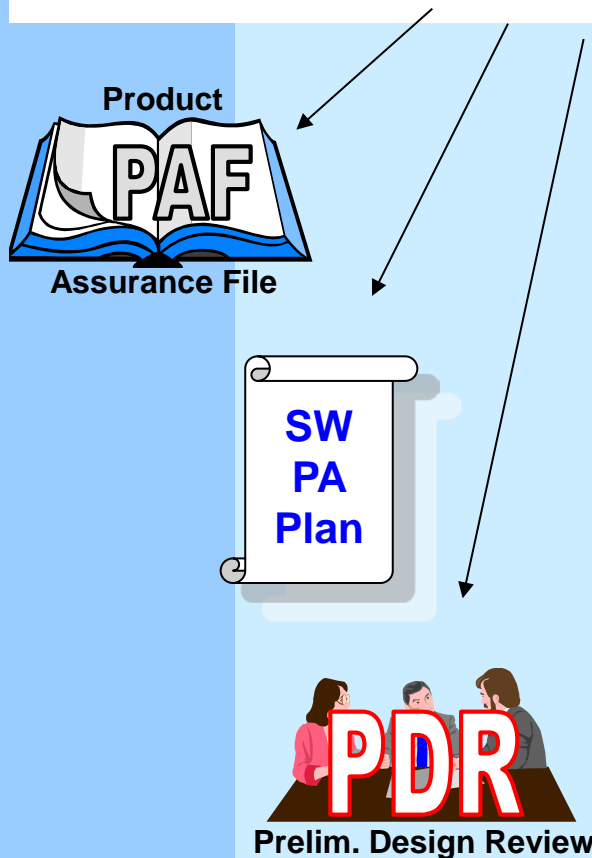 Product
PAF
Assurance File
SW
PA
Plan
PDR
Prelim. Design Review